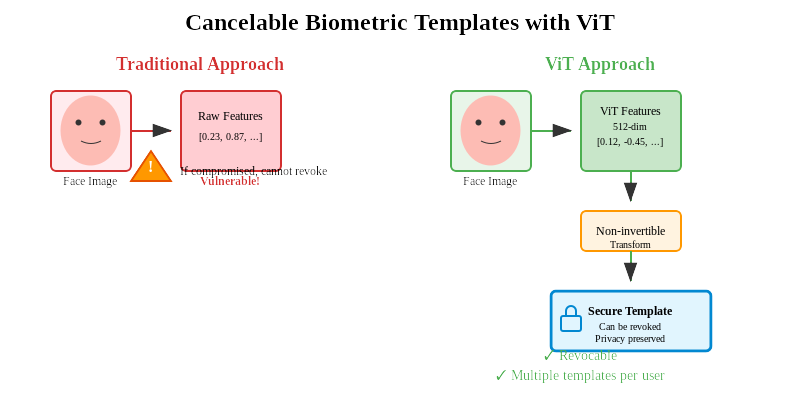 Cancelable Biometric Templates with ViT
Traditional Approach
Raw Features
[0.23, 0.87, ...]
!
If compromised, cannot revoke
Face Image
Vulnerable!
ViT Approach
ViT Features
512-dim
[0.12, -0.45, ...]
Face Image
Non-invertible
Transform
Secure Template
Can be revoked
Privacy preserved
✓ Revocable
✓ Multiple templates per user